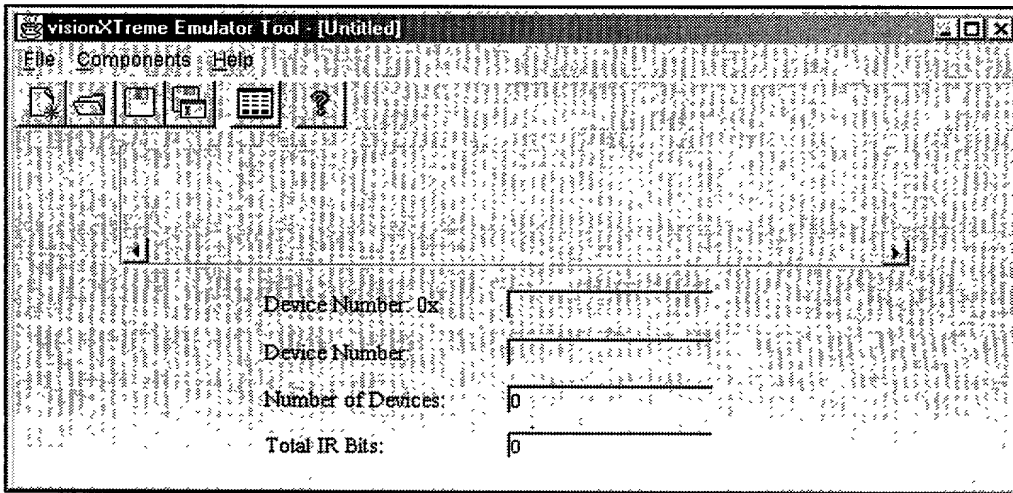 visionXTreme Emulator Tool - [Untitled]
File Components Help
Device Number: 0x
Device Number:
Number of Devices: 0
Total IR Bits: 0